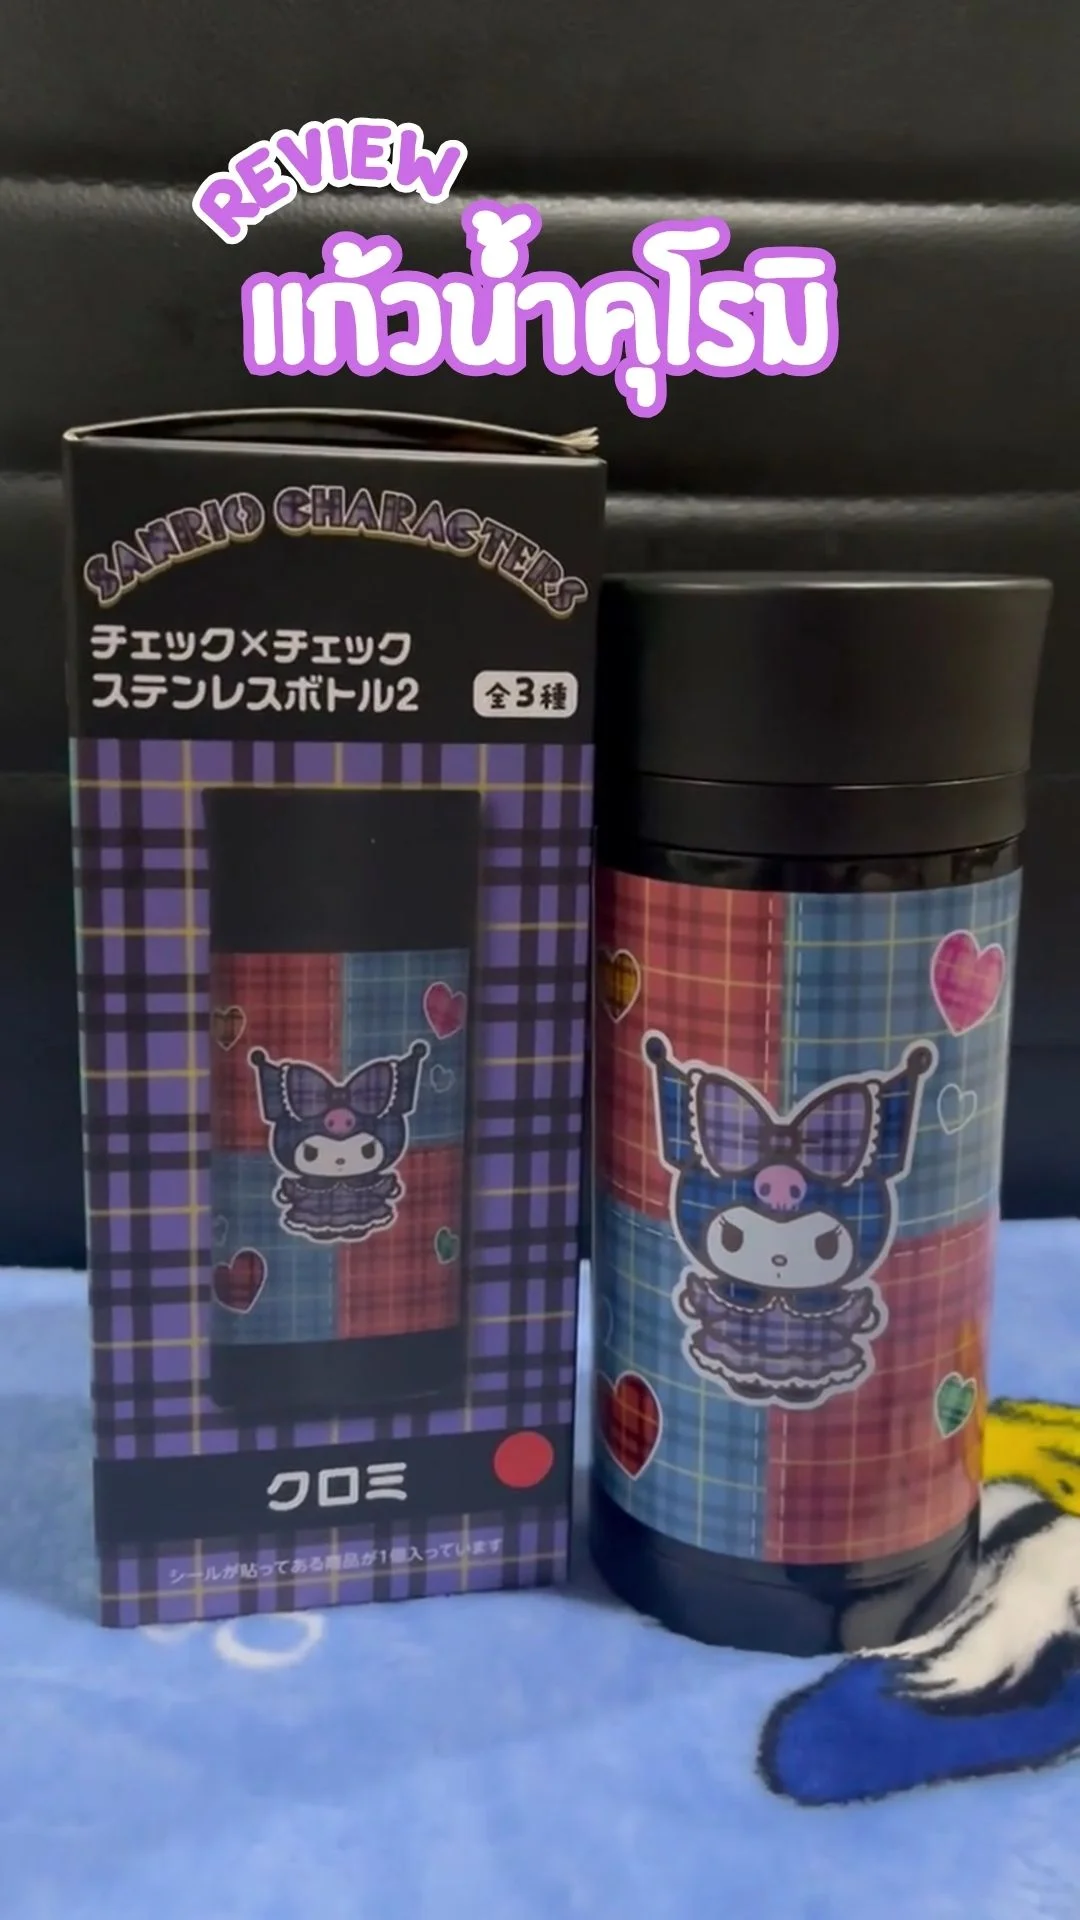 REVIEW
แก้วน้ำคุโรมิ
SANRIO CHARACTERS
チェック×チェック
ステンレスボトル2
全3種
クロミ
シールが貼ってある商品が1個入っています